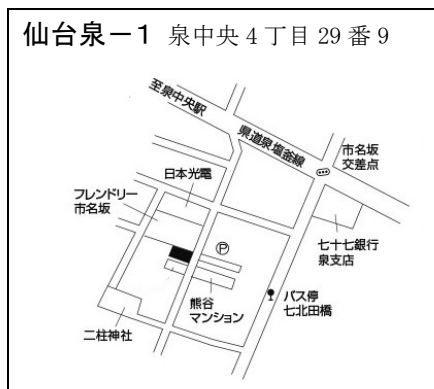 仙台泉－1 泉中央4丁目29番9
至泉中央駅
県道泉塩釜線
市名坂
交差点
日本光電
フレンドリー
市名坂
七十七銀行
泉支店
P
バス停
七北田橋
熊谷
マンション
二柱神社